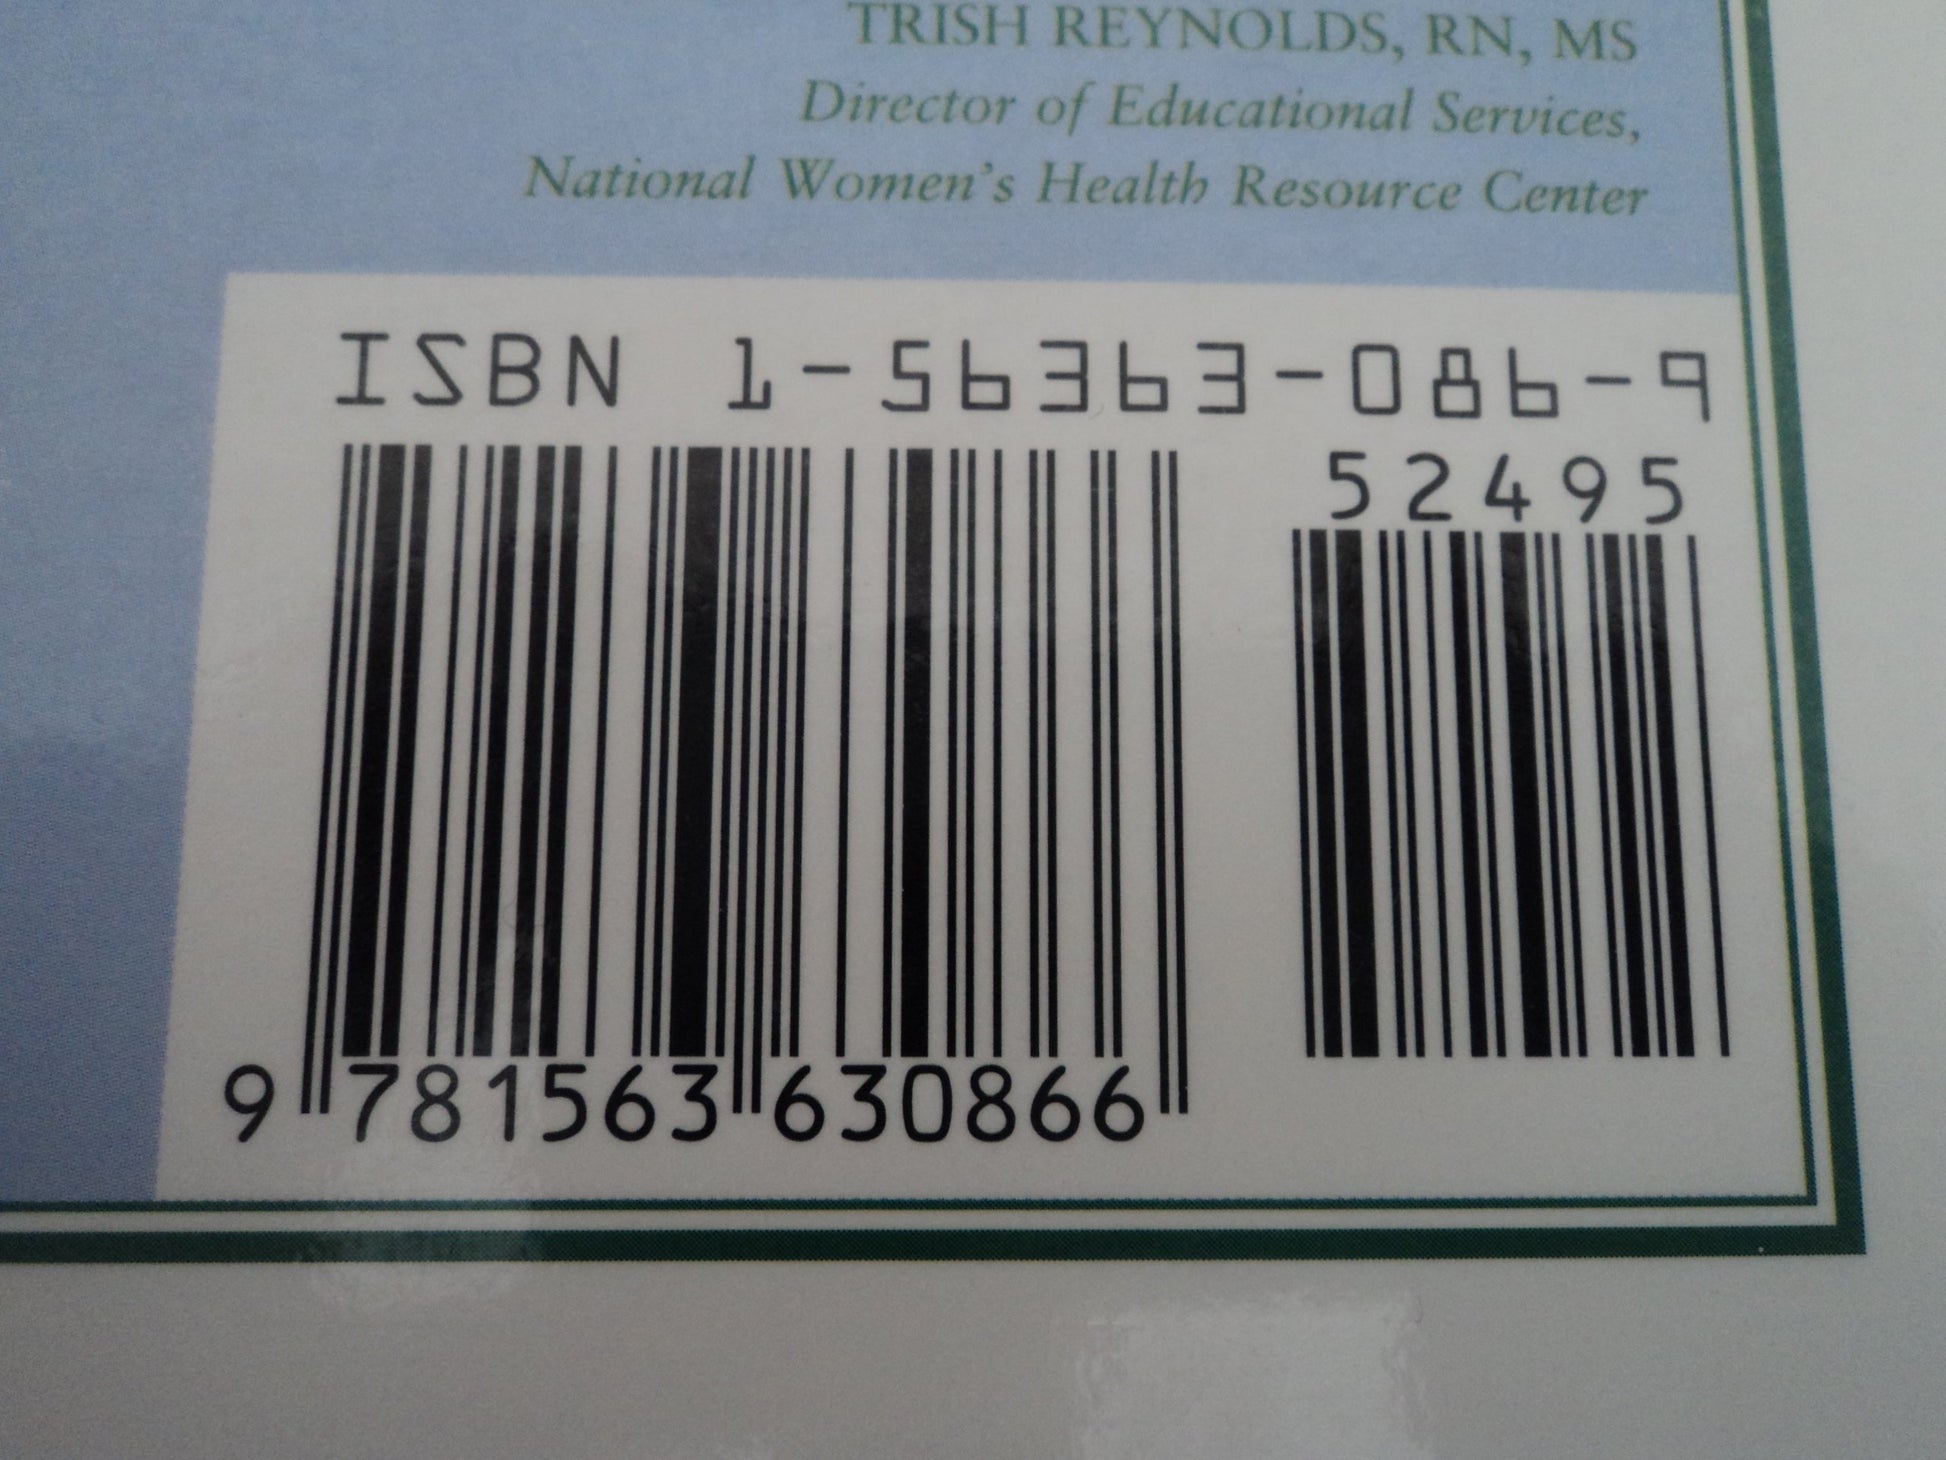 TRISH REYNOLDS, RN, MS
Director of Educational Services,
National Women's Health Resource Center
ISBN 1-56363-086-9
52495
9 781563 630866